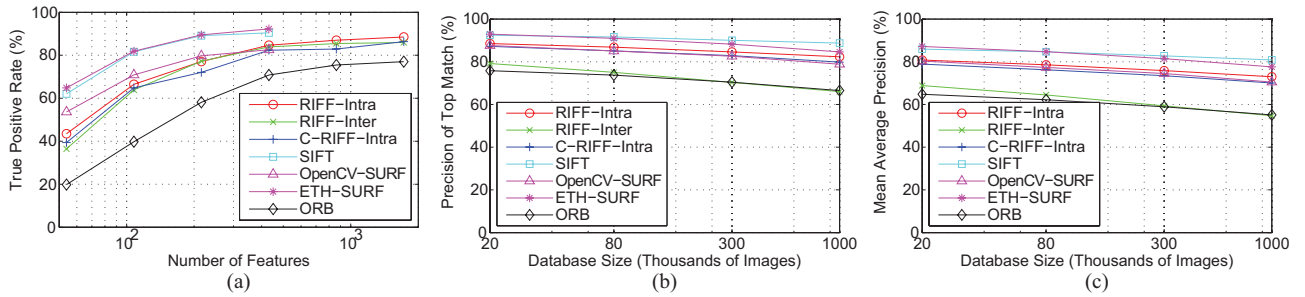 True Positive Rate (%)
100
80
60
40
20
0
10^2
10^3
Number of Features
RIFF-Intra
RIFF-Inter
C-RIFF-Intra
SIFT
OpenCV-SURF
ETH-SURF
ORB
(a)
Precision of Top Match (%)
100
80
60
40
20
0
20
80
300
1000
Database Size (Thousands of Images)
RIFF-Intra
RIFF-Inter
C-RIFF-Intra
SIFT
OpenCV-SURF
ETH-SURF
ORB
(b)
Mean Average Precision (%)
100
80
60
40
20
0
20
80
300
1000
Database Size (Thousands of Images)
RIFF-Intra
RIFF-Inter
C-RIFF-Intra
SIFT
OpenCV-SURF
ETH-SURF
ORB
(c)